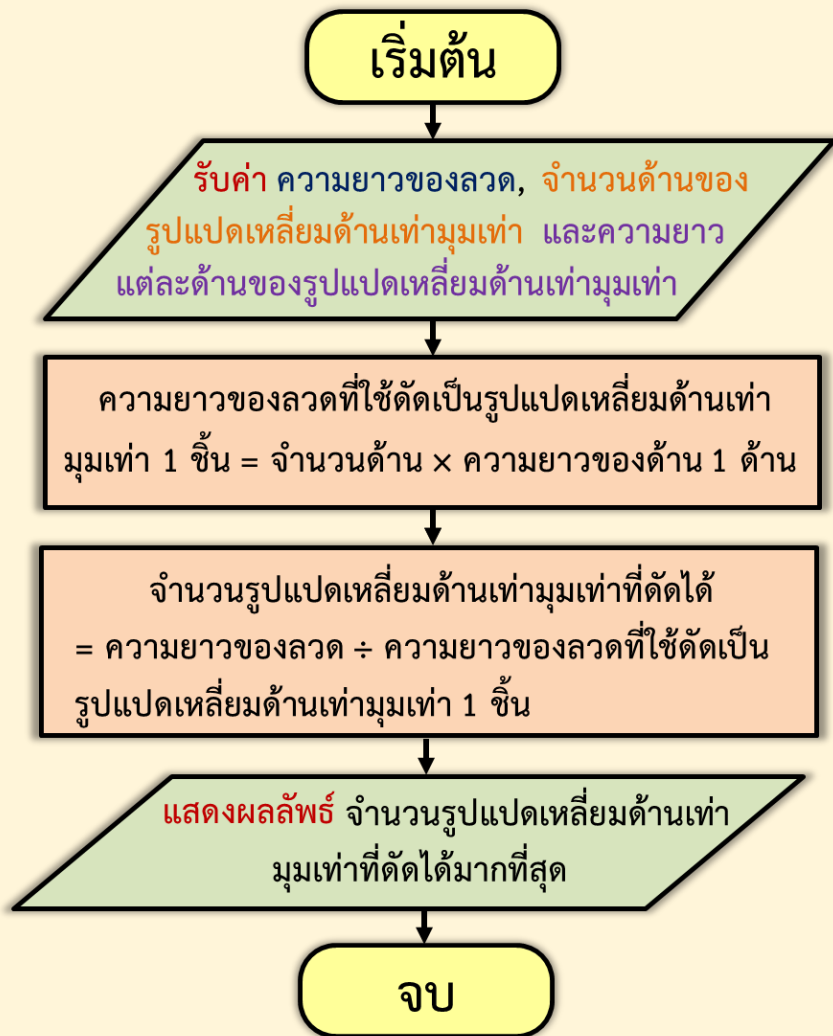 เริ่มต้น
รับค่า ความยาวของลวด, จำนวนด้านของ
รูปแปดเหลี่ยมด้านเท่ามุมเท่า และความยาว
แต่ละด้านของรูปแปดเหลี่ยมด้านเท่ามุมเท่า
ความยาวของลวดที่ใช้ดัดเป็นรูปแปดเหลี่ยมด้านเท่า
มุมเท่า 1 ชิ้น = จำนวนด้าน × ความยาวของด้าน 1 ด้าน
จำนวนรูปแปดเหลี่ยมด้านเท่ามุมเท่าที่ดัดได้
= ความยาวของลวด ÷ ความยาวของลวดที่ใช้ดัดเป็น
รูปแปดเหลี่ยมด้านเท่ามุมเท่า 1 ชิ้น
แสดงผลลัพธ์ จำนวนรูปแปดเหลี่ยมด้านเท่า
มุมเท่าที่ดัดได้มากที่สุด
จบ